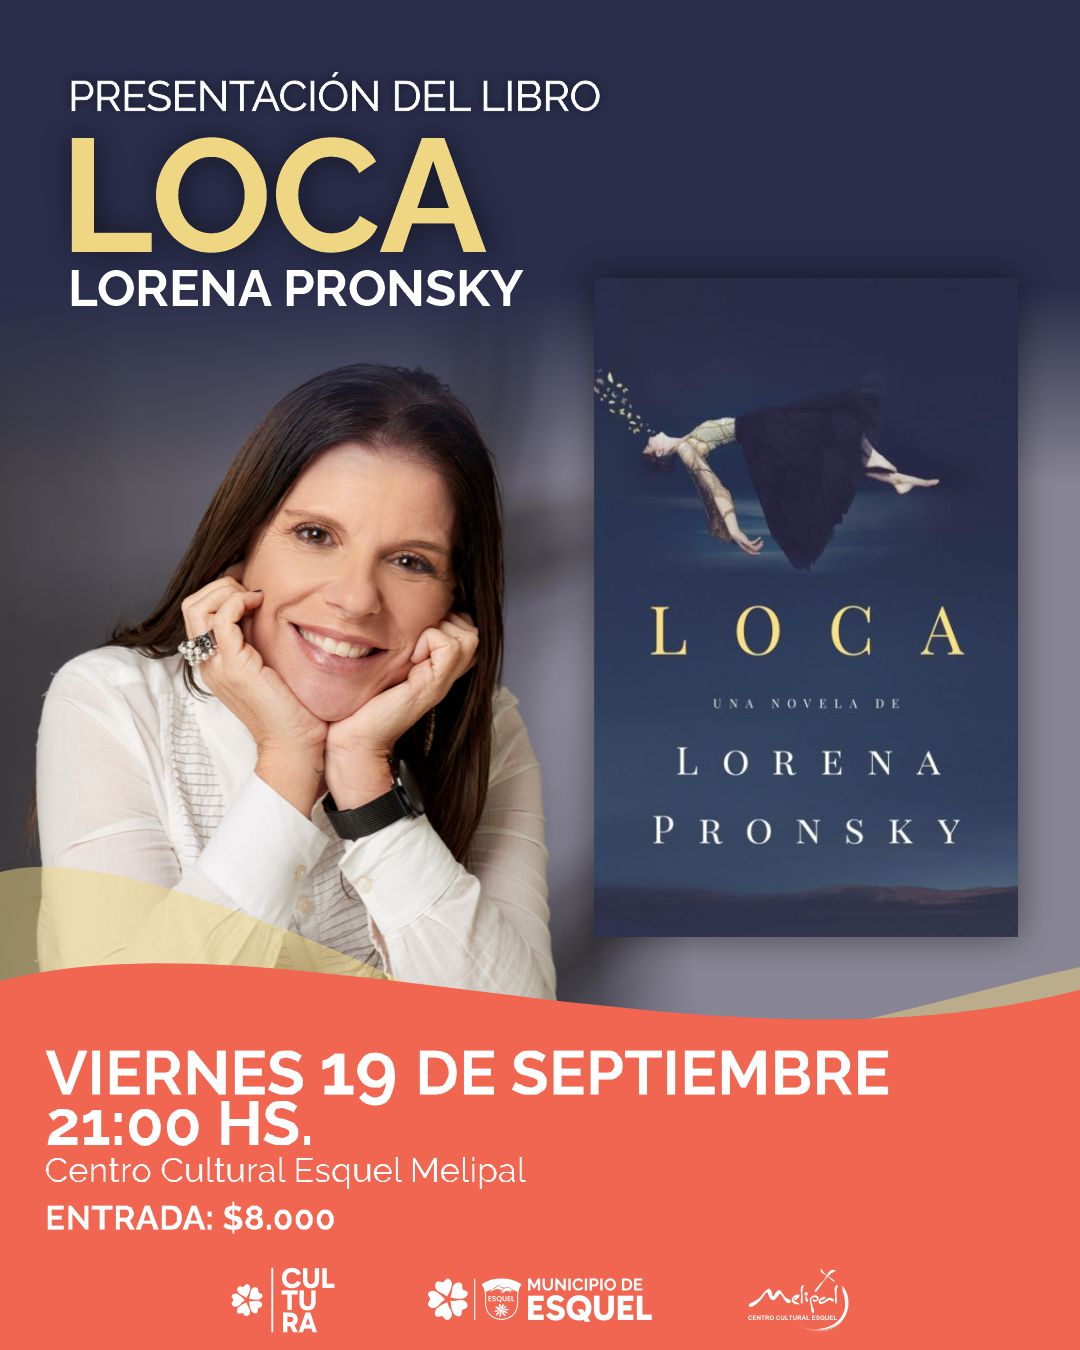 PRESENTACIÓN DEL LIBRO
LOCA
LORENA PRONSKY
LOCA
UNA NOVELA DE
LORENA
PRONSKY
VIERNES 19 DE SEPTIEMBRE
21:00 HS.
Centro Cultural Esquel Melipal
ENTRADA: $8.000
CUL
TU
RA
ESQUEL
MUNICIPIO DE
ESQUEL
Melipal
CENTRO CULTURAL ESQUEL